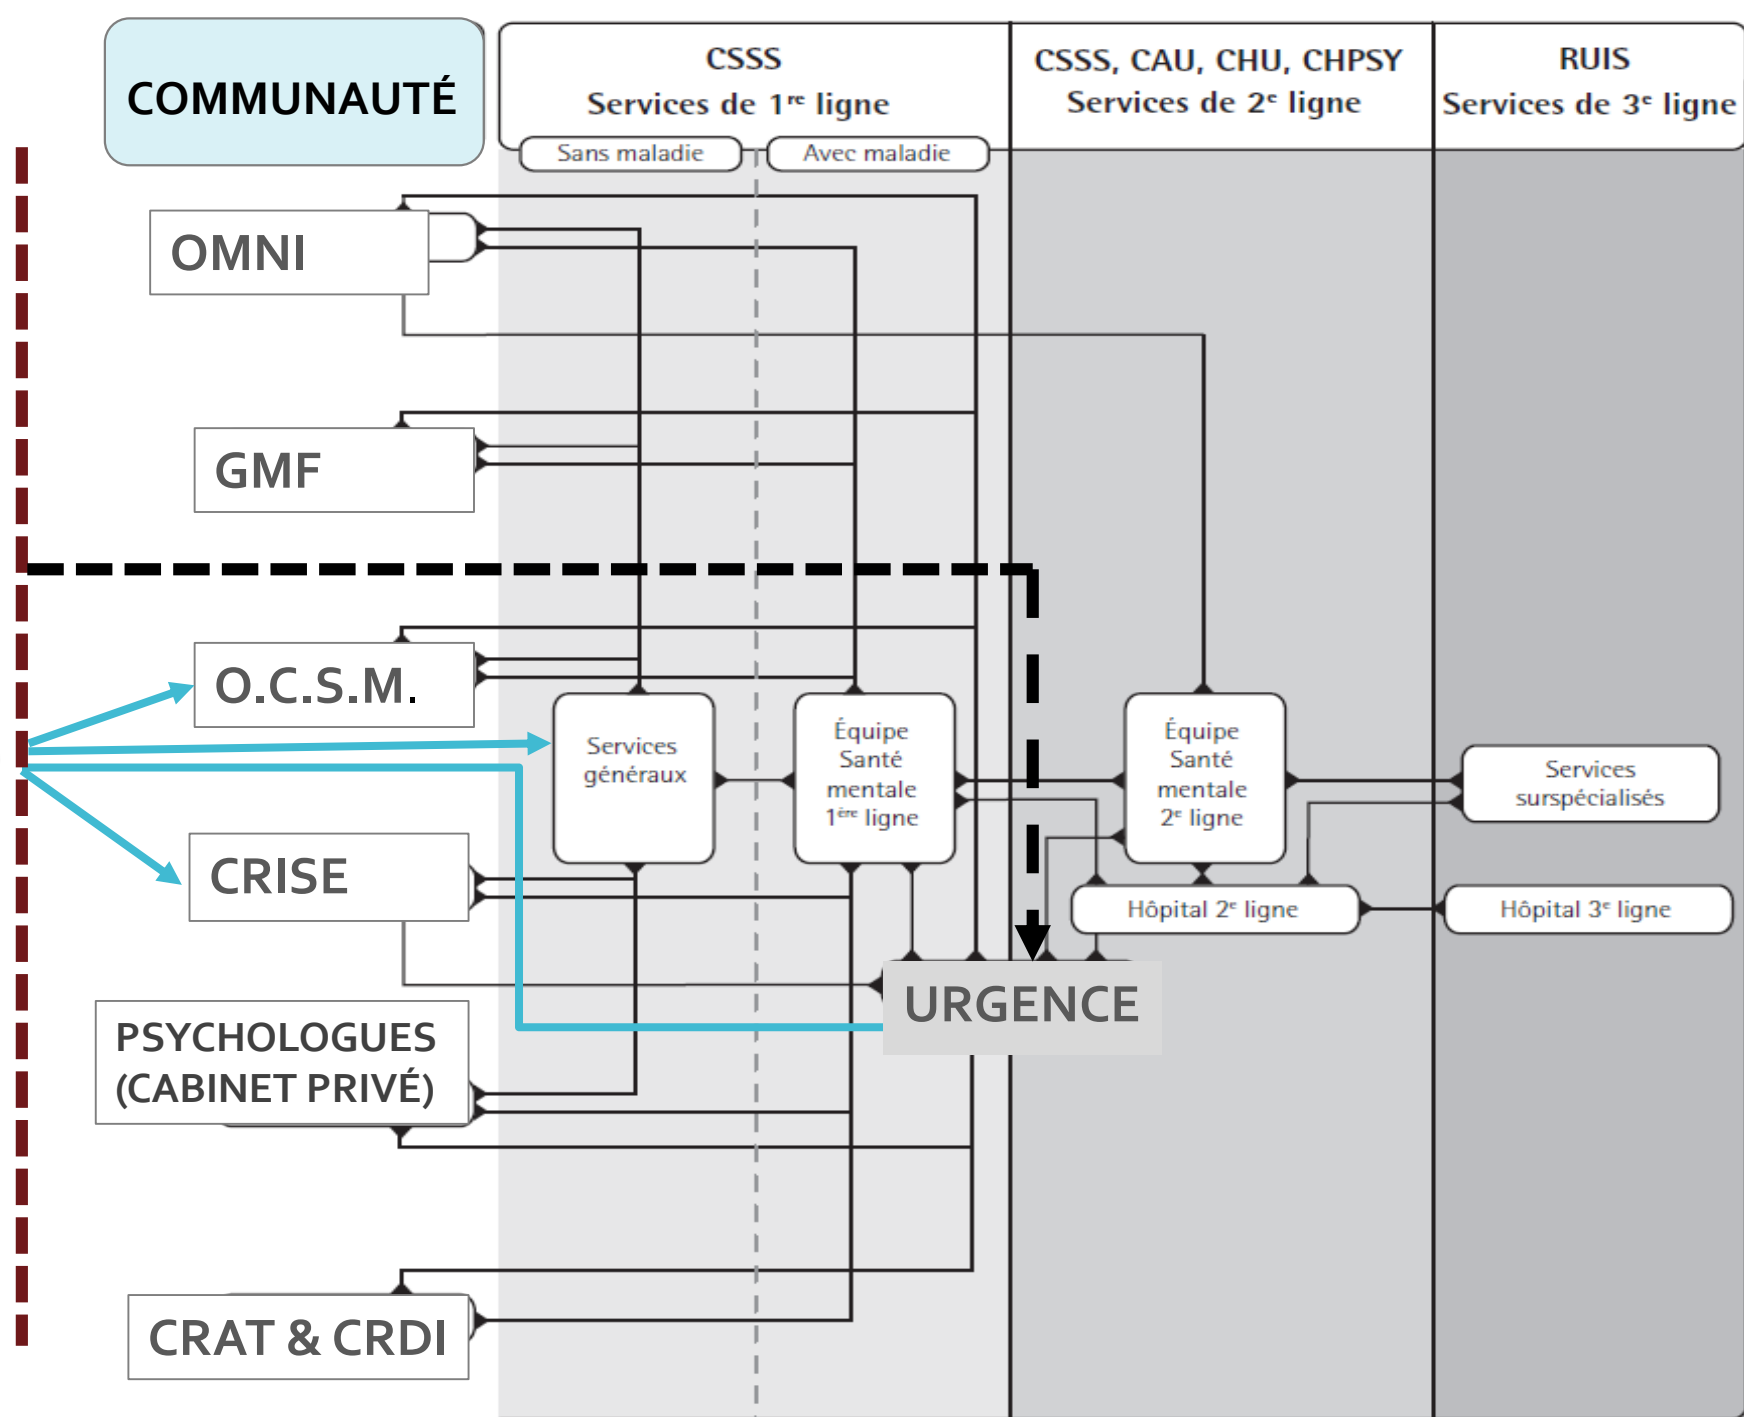 COMMUNAUTÉ
CSSS
Services de 1re ligne
Sans maladie
Avec maladie
CSSS, CAU, CHU, CHPSY
Services de 2e ligne
RUIS
Services de 3e ligne
OMNI
GMF
O.C.S.M.
Services
généraux
Équipe
Santé
mentale
1ère ligne
Équipe
Santé
mentale
2e ligne
Services
surspécialisés
CRISE
Hôpital 2e ligne
Hôpital 3e ligne
URGENCE
PSYCHOLOGUES
(CABINET PRIVÉ)
CRAT & CRDI